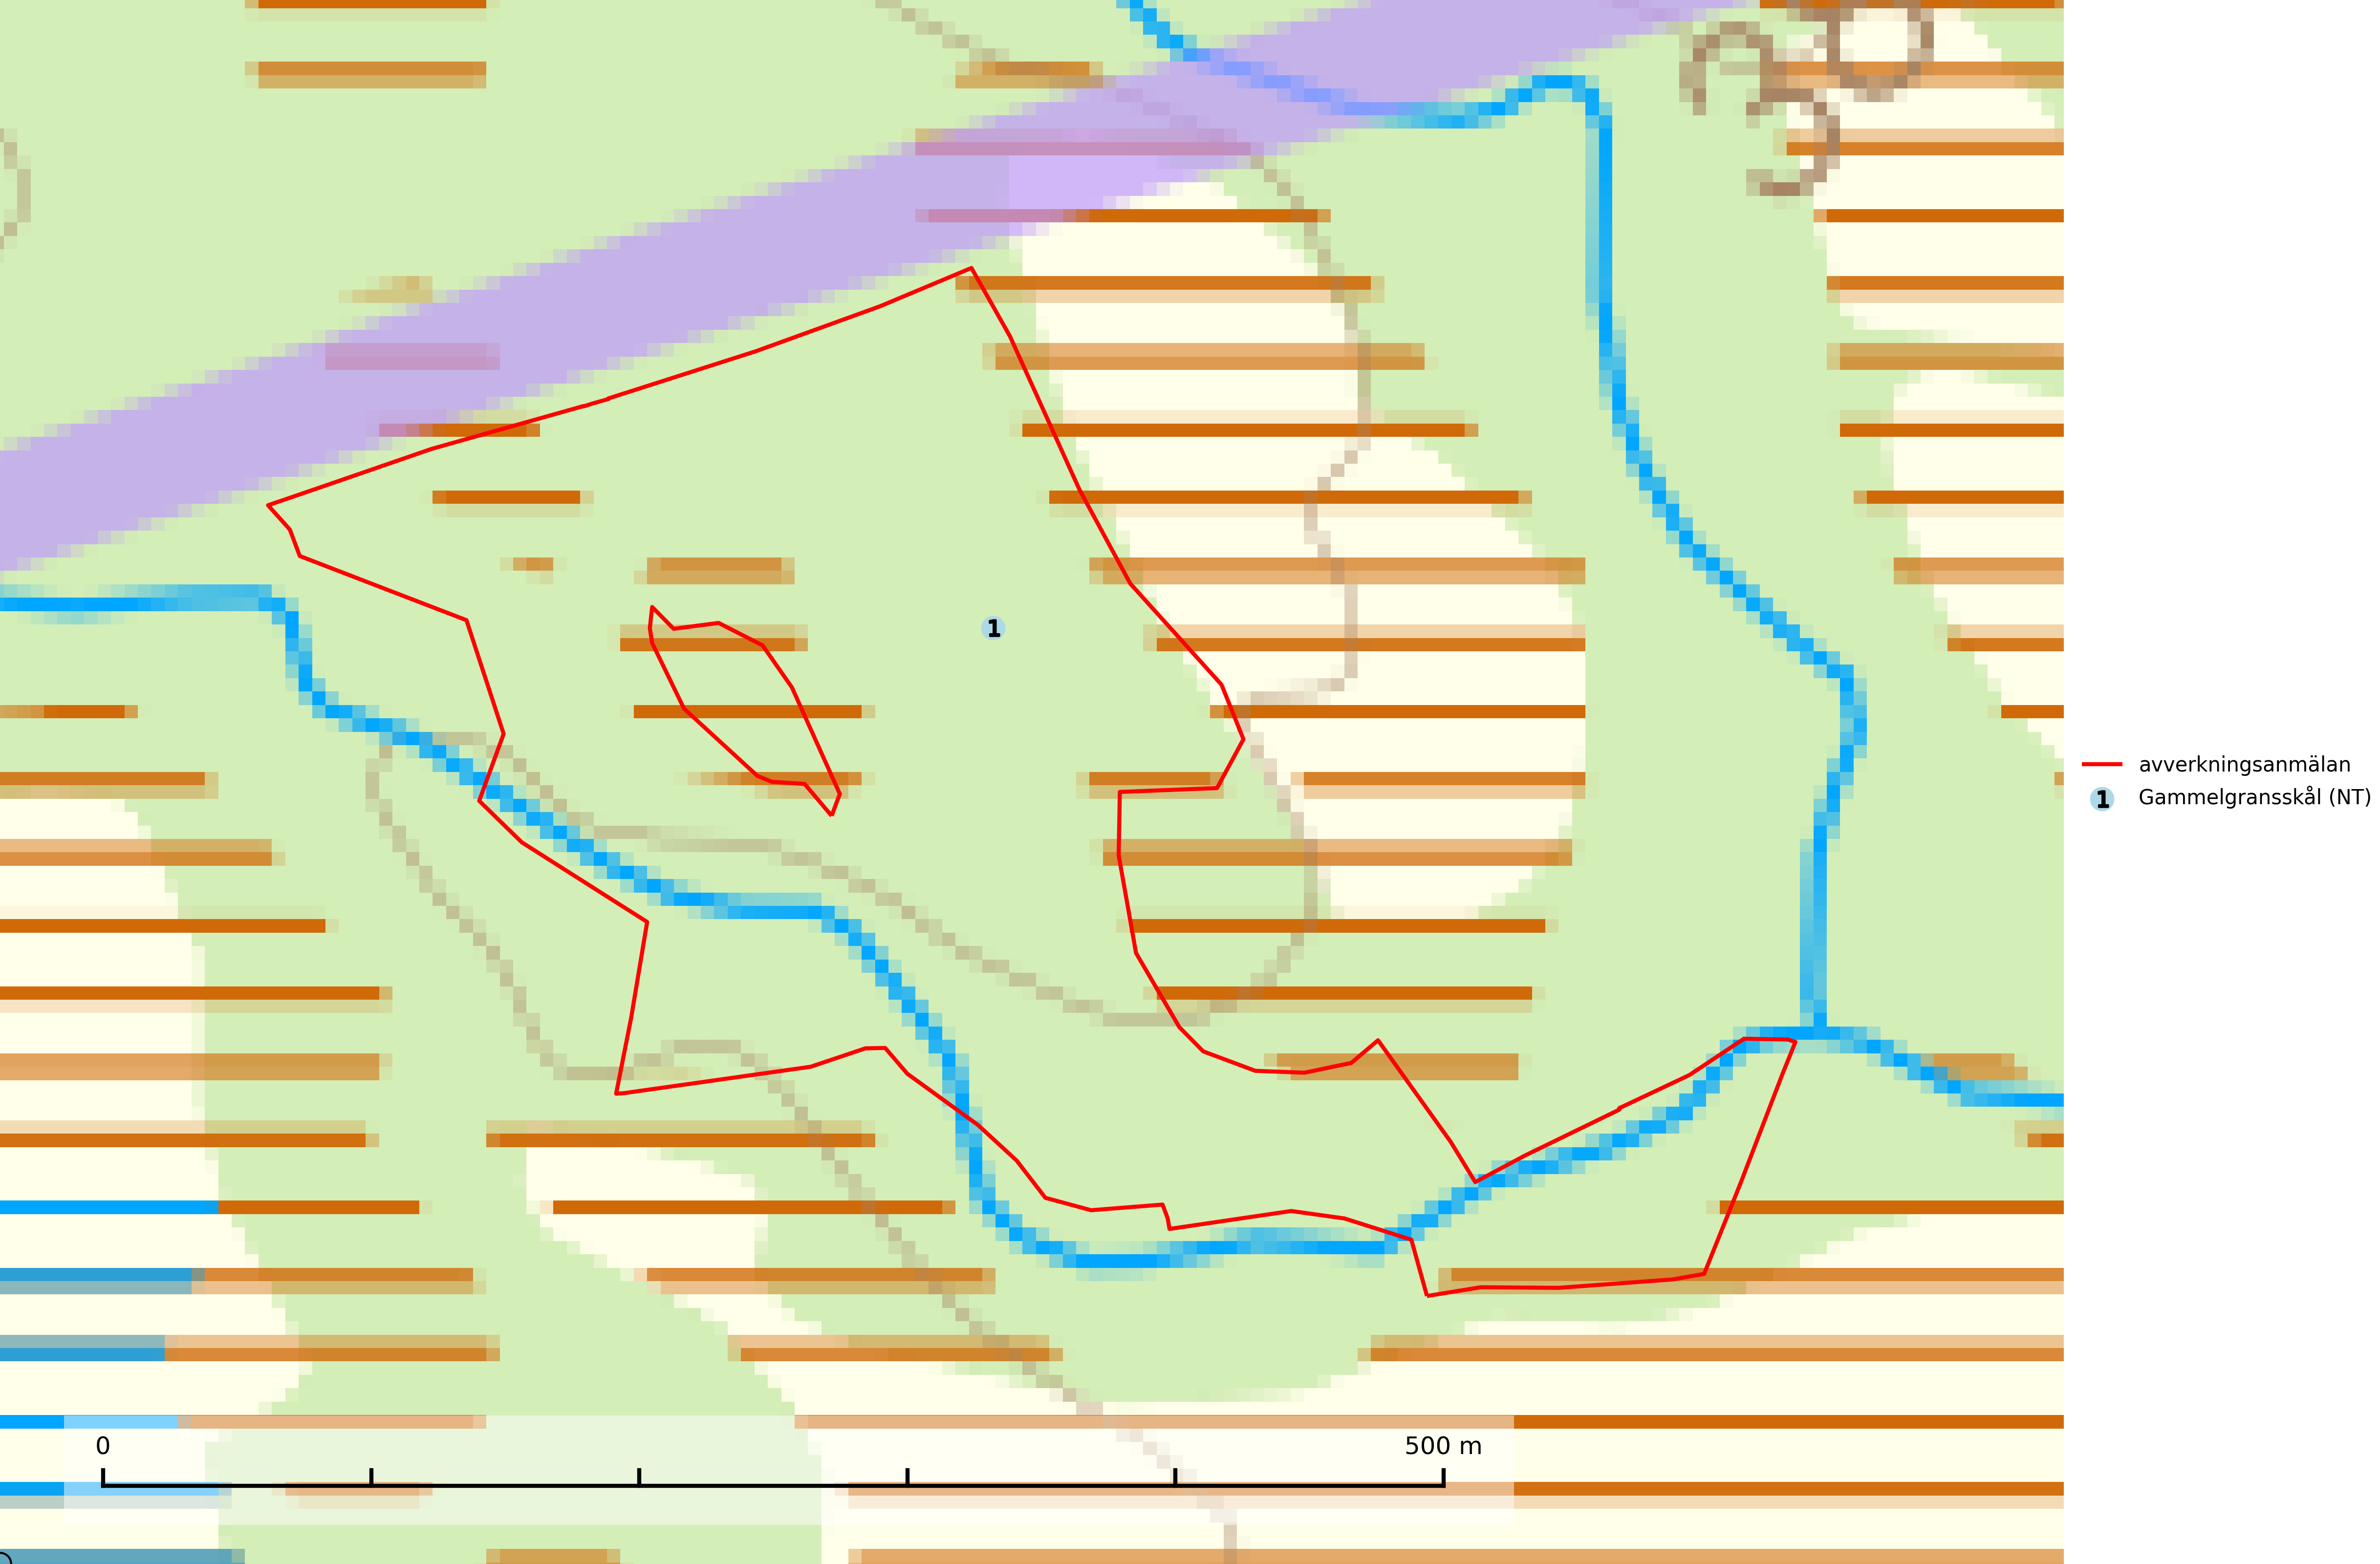 1
avverkningsanmälan
1 Gammelgransskål (NT)
0 500 m